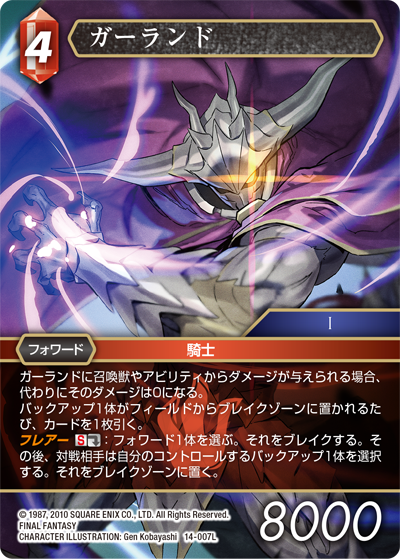 4
ガーランド
I
フォワード
騎士
ガーランドに召喚獣やアビリティからダメージが与えられる場合、
代わりにそのダメージは0になる。
バックアップ1体がフィールドからブレイクゾーンに置かれるた
び、カードを1枚引く。
フレアー S:フォワード1体を選ぶ。それをブレイクする。そ
の後、対戦相手は自分のコントロールするバックアップ1体を選択
する。それをブレイクゾーンに置く。
© 1987, 2010 SQUARE ENIX CO., LTD. All Rights Reserved.
FINAL FANTASY
CHARACTER ILLUSTRATION: Gen Kobayashi 14-007L
8000